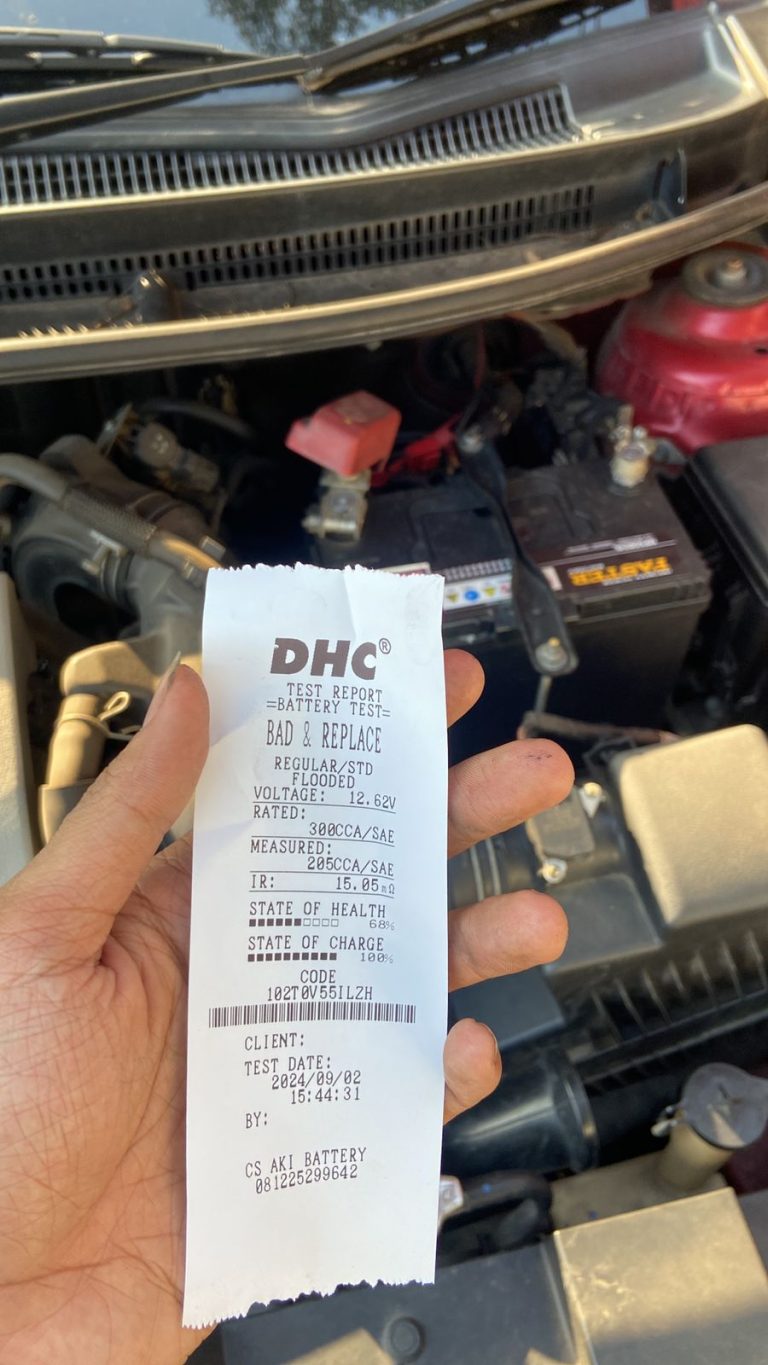 FASTER
DHC®
TEST REPORT
=BATTERY TEST=
BAD & REPLACE
REGULAR/STD
FLOODED
VOLTAGE: 12.62V
RATED:
300CCA/SAE
MEASURED:
205CCA/SAE
IR: 15.05mΩ
STATE OF HEALTH
68%
STATE OF CHARGE
100%
CODE
102T0V55ILZH
CLIENT:
TEST DATE:
2024/09/02
15:44:31
BY:
CS AKI BATTERY
081225299642